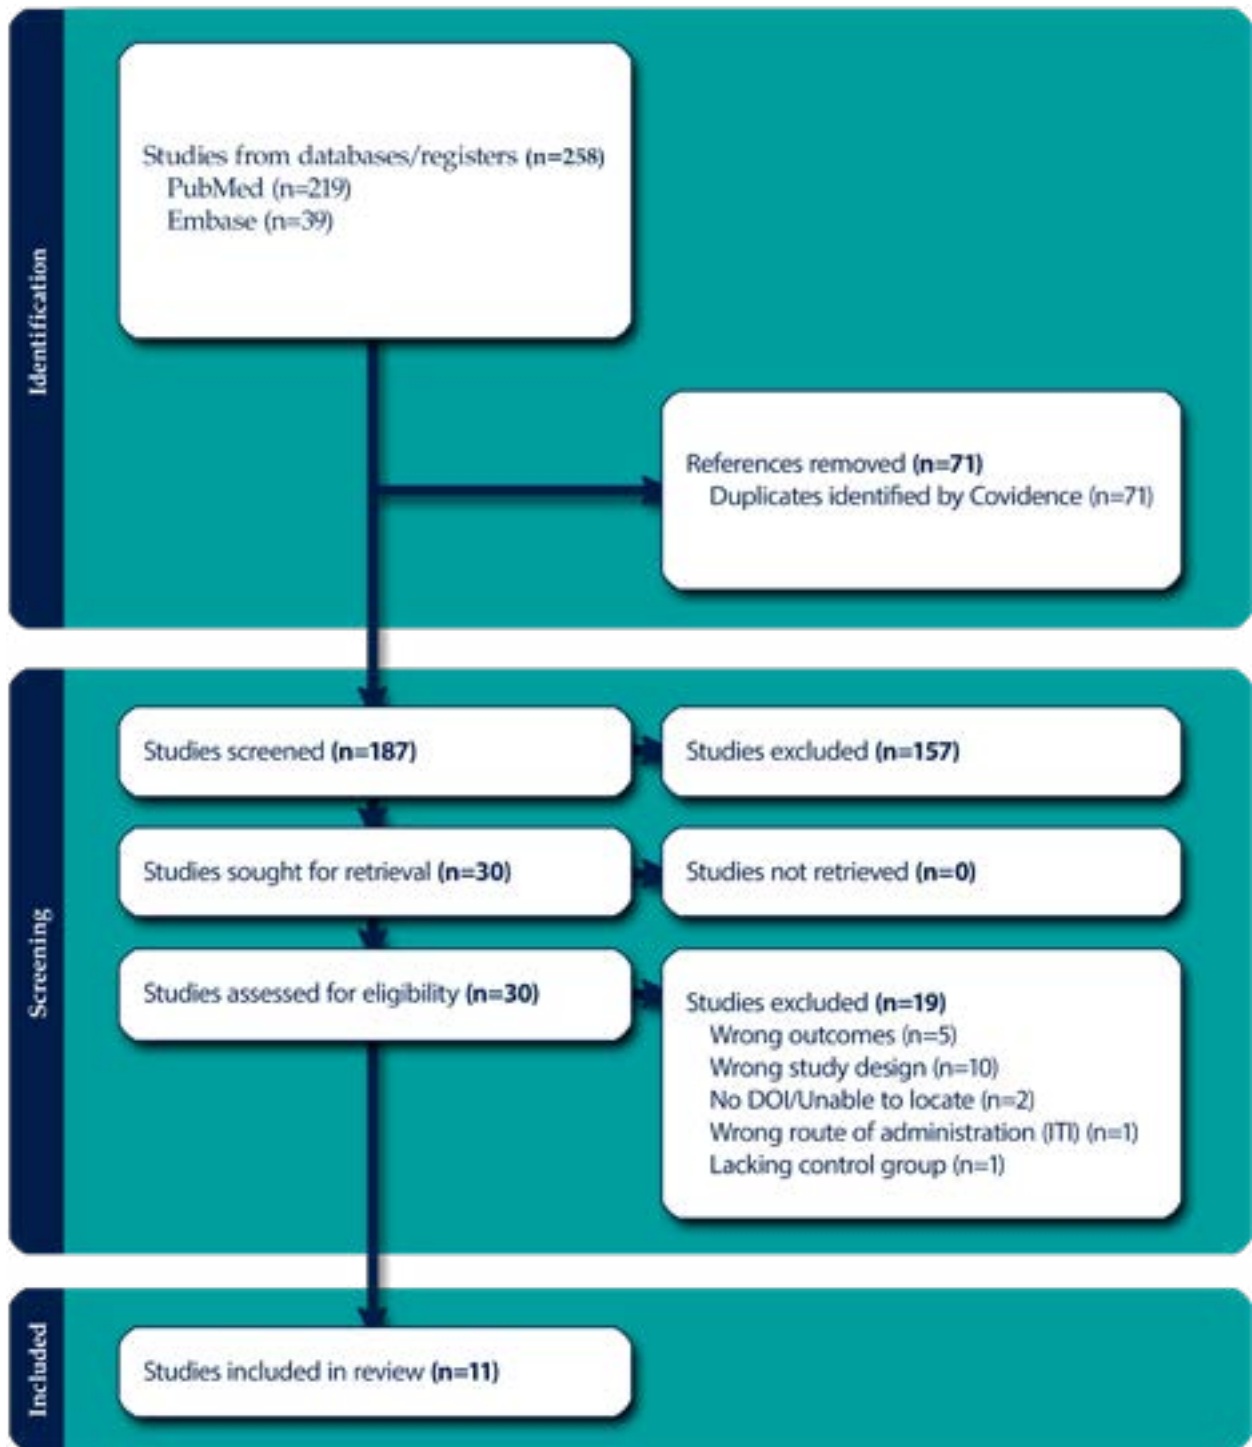 Identification
Studies from databases/registers (n=258)
PubMed (n=219)
Embase (n=39)
References removed (n=71)
Duplicates identified by Covidence (n=71)
Screening
Studies screened (n=187)
Studies excluded (n=157)
Studies sought for retrieval (n=30)
Studies not retrieved (n=0)
Studies assessed for eligibility (n=30)
Studies excluded (n=19)
Wrong outcomes (n=5)
Wrong study design (n=10)
No DOI/Unable to locate (n=2)
Wrong route of administration (ITI) (n=1)
Lacking control group (n=1)
Included
Studies included in review (n=11)